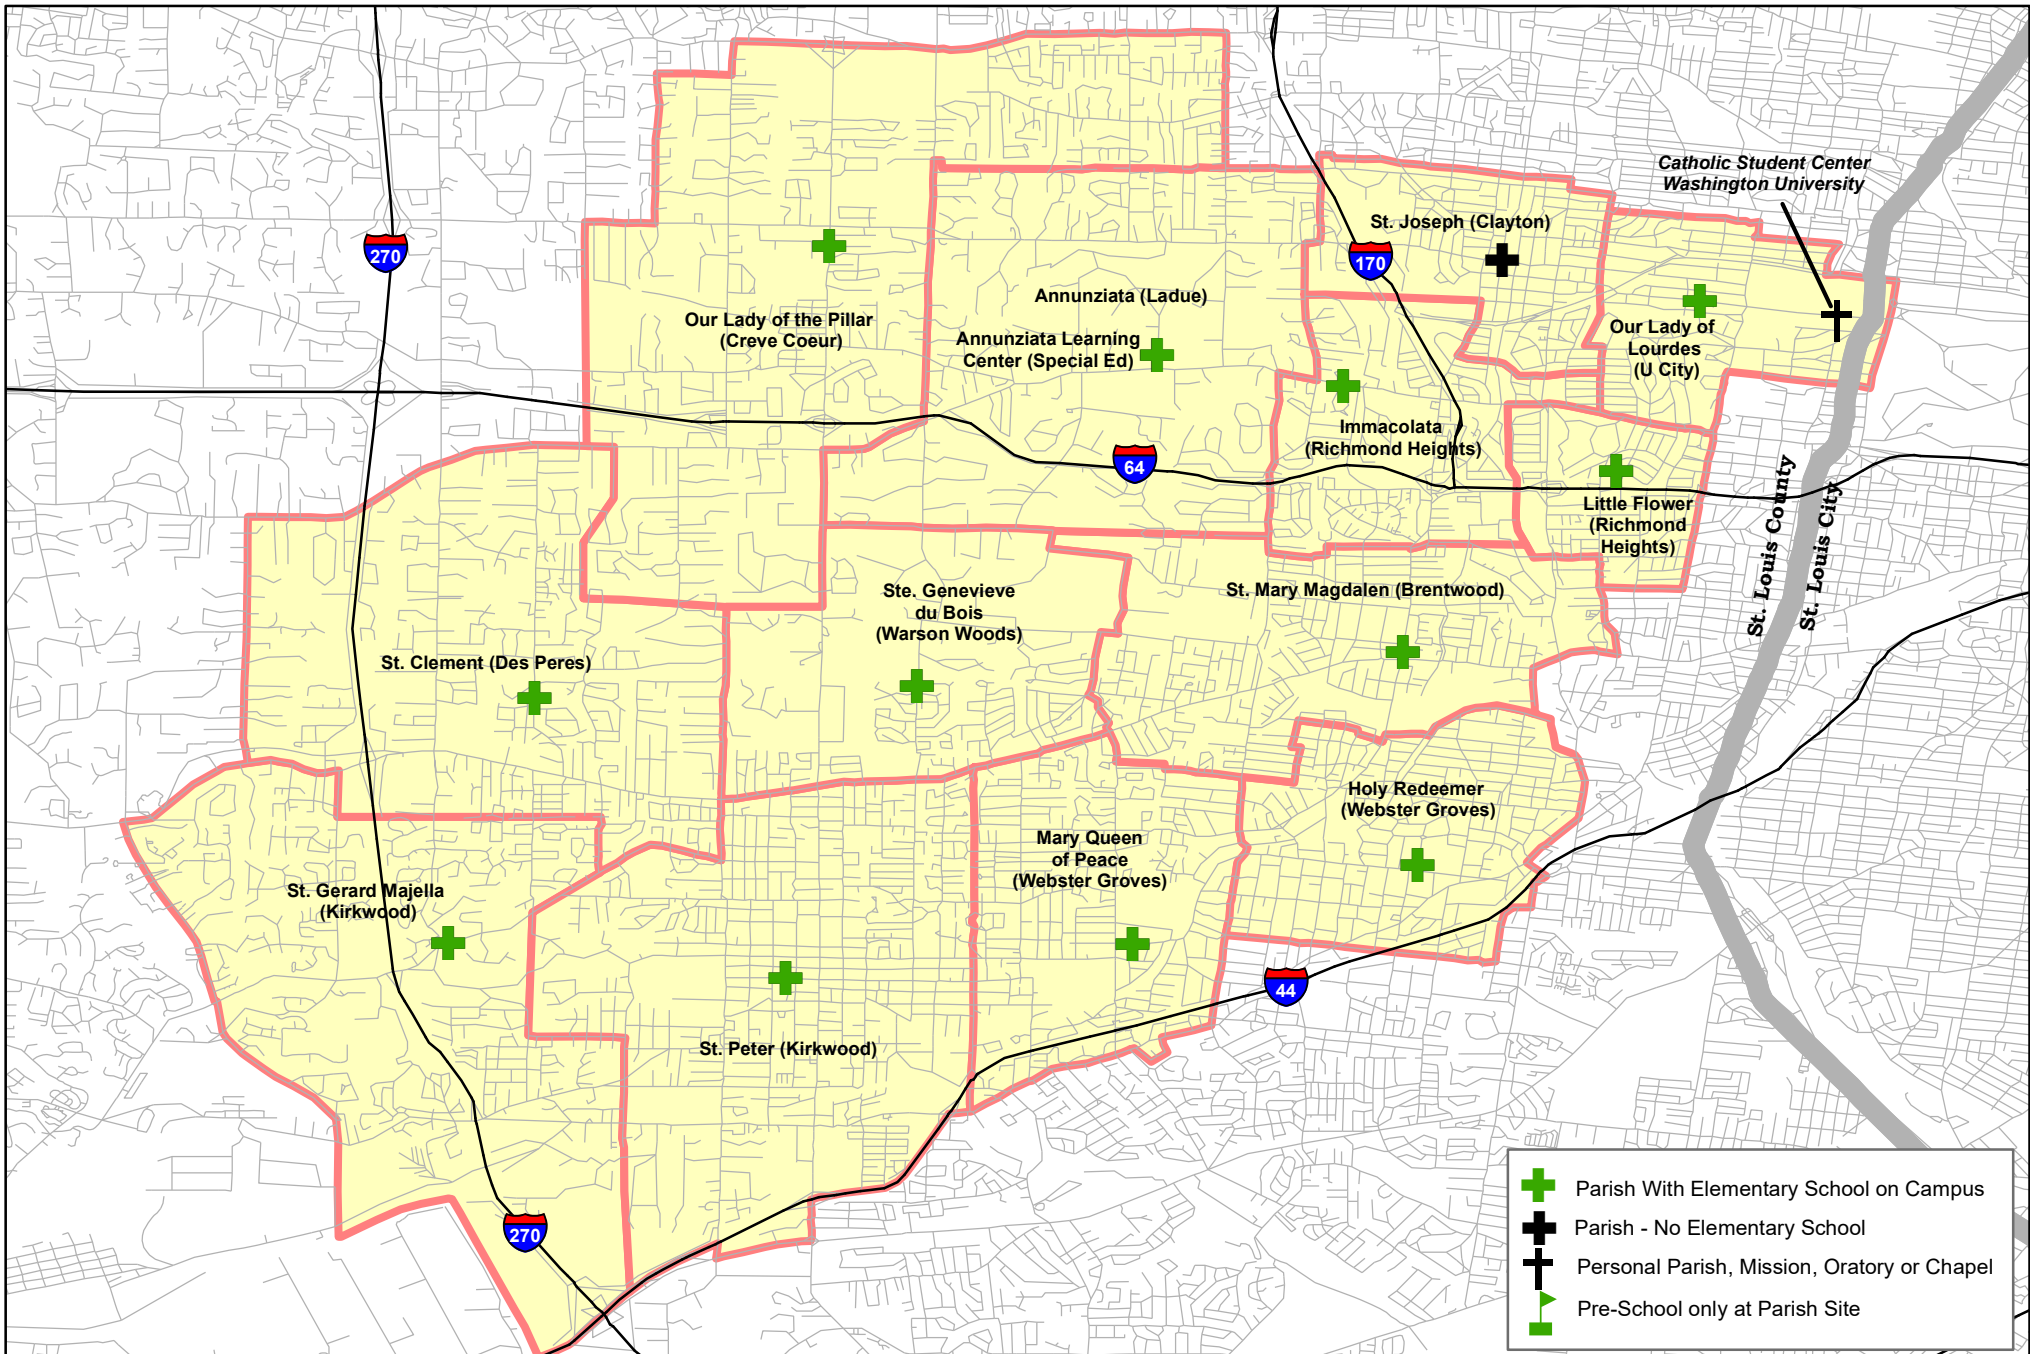 Catholic Student Center
Washington University
St. Joseph (Clayton)
270
170
Annunziata (Ladue)
Our Lady of the Pillar
(Creve Coeur)
Annunziata Learning
Center (Special Ed)
Our Lady of
Lourdes
(U City)
Immacolata
(Richmond Heights)
64
Little Flower
(Richmond
Heights)
St. Louis County
St. Louis City
Ste. Genevieve
du Bois
(Warson Woods)
St. Mary Magdalen (Brentwood)
St. Clement (Des Peres)
Holy Redeemer
(Webster Groves)
Mary Queen
of Peace
(Webster Groves)
St. Gerard Majella
(Kirkwood)
44
St. Peter (Kirkwood)
270
Parish With Elementary School on Campus
Parish - No Elementary School
Personal Parish, Mission, Oratory or Chapel
Pre-School only at Parish Site